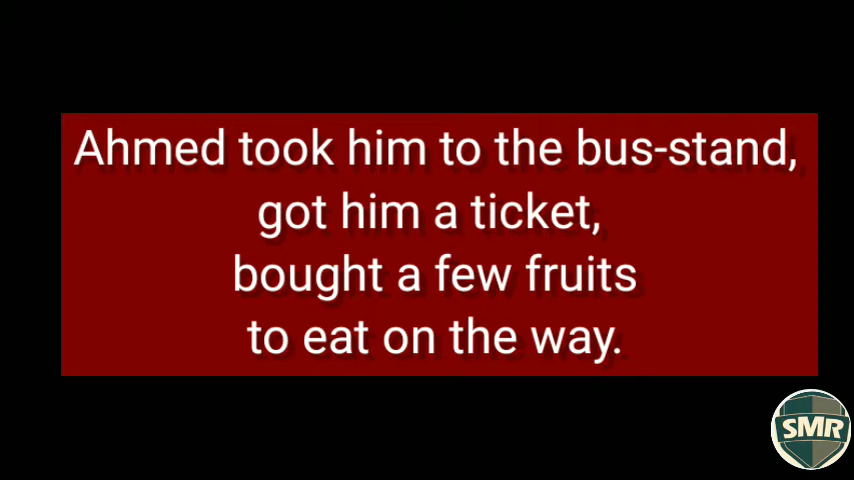 Ahmed took him to the bus-stand,
got him a ticket,
bought a few fruits
to eat on the way.
SMR